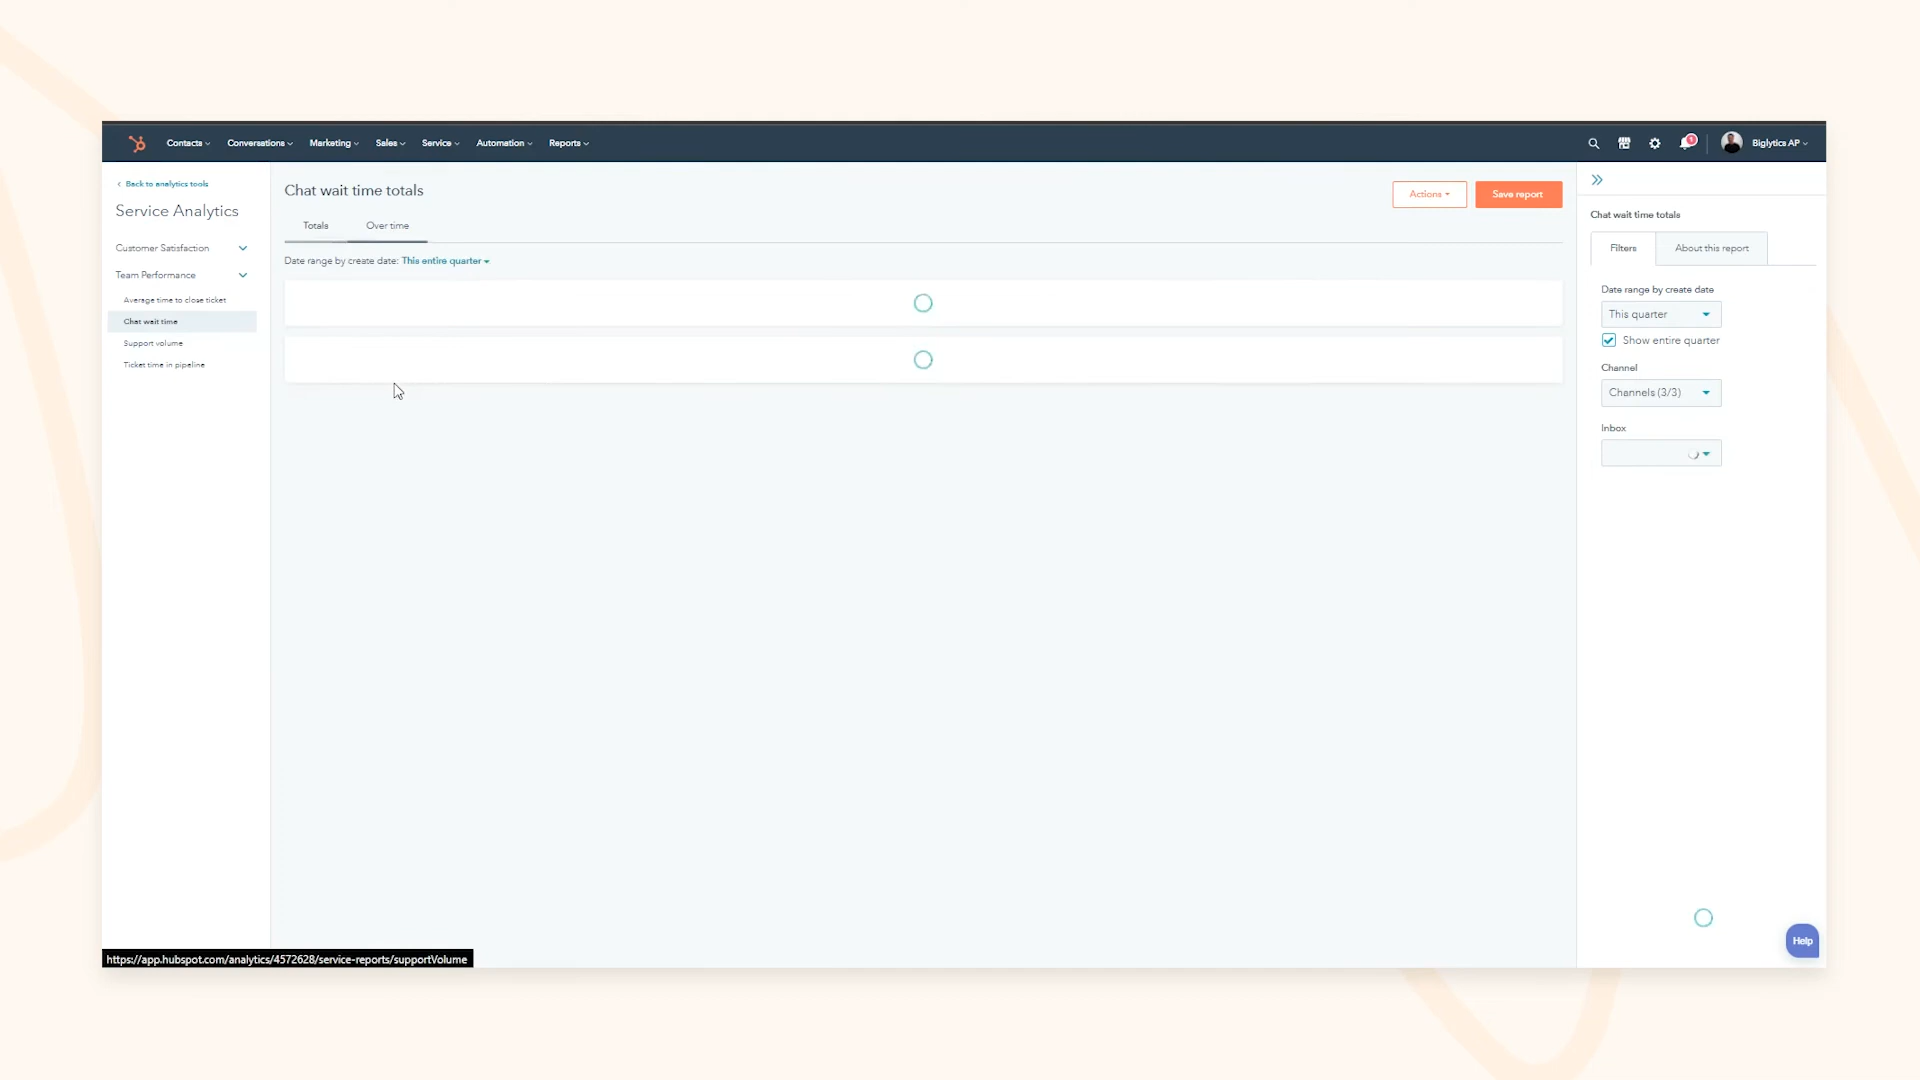 Contacts
Conversations
Marketing
Sales
Service
Automation
Reports
1
Biglytics AP
Back to analytics tools
Service Analytics
Customer Satisfaction
Team Performance
Average time to close ticket
Chat wait time
Support volume
Ticket time in pipeline
Chat wait time totals
Actions
Save report
Totals
Over time
Date range by create date: This entire quarter
Chat wait time totals
Filters
About this report
Date range by create date
This quarter
Show entire quarter
Channel
Channels (3/3)
Inbox
Help
https://app.hubspot.com/analytics/4572628/service-reports/supportVolume